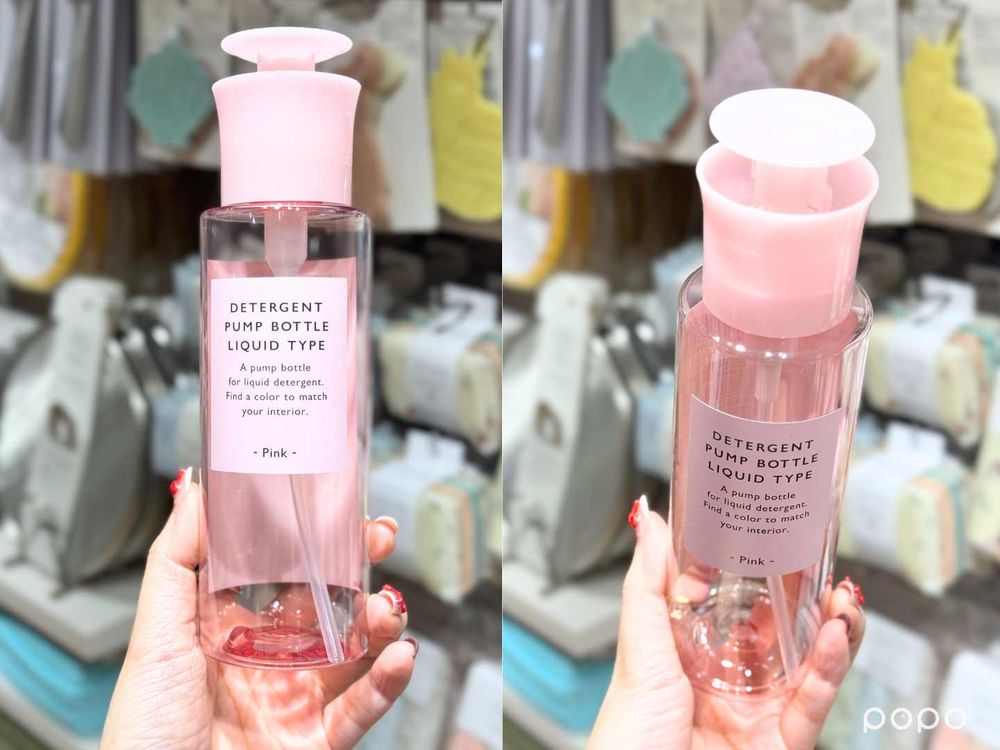 DETERGENT
PUMP BOTTLE
LIQUID TYPE
A pump bottle
for liquid detergent.
Find a color to match
your interior.
- Pink -
DETERGENT
PUMP BOTTLE
LIQUID TYPE
A pump bottle
for liquid detergent.
Find a color to match
your interior.
- Pink -
popo